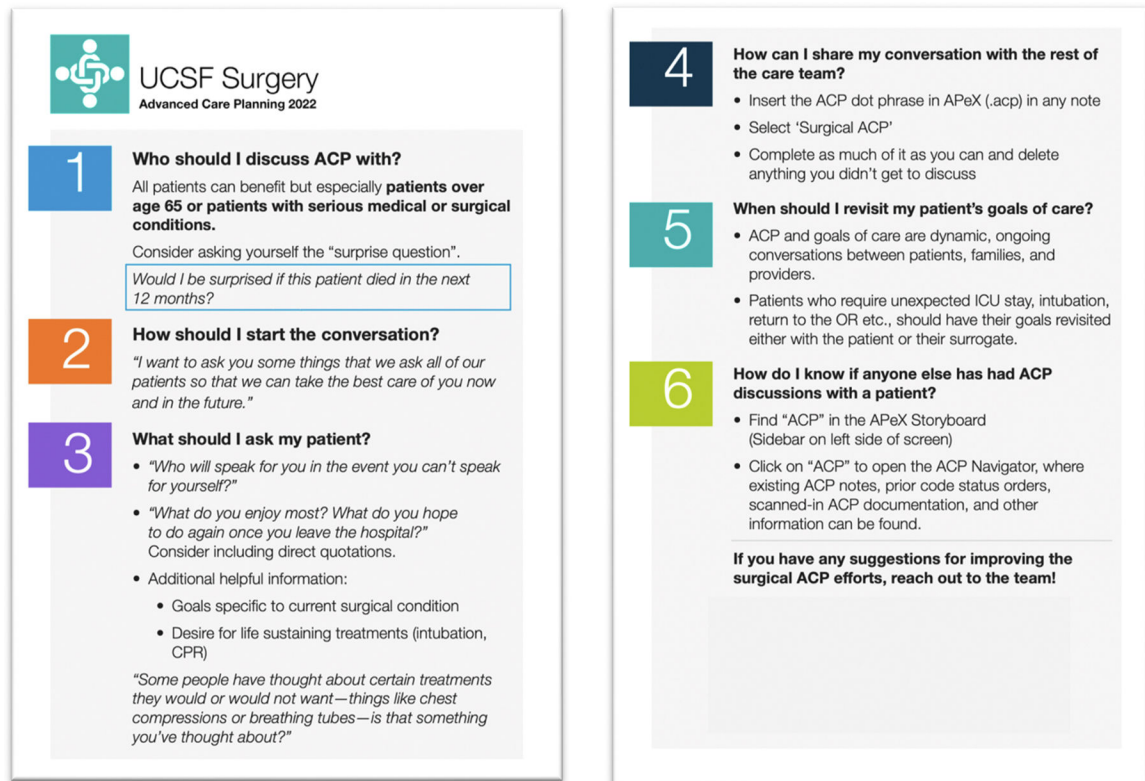 UCSF Surgery
Advanced Care Planning 2022
1
Who should I discuss ACP with?
All patients can benefit but especially patients over
age 65 or patients with serious medical or surgical
conditions.
Consider asking yourself the “surprise question”.
Would I be surprised if this patient died in the next
12 months?
2
How should I start the conversation?
“I want to ask you some things that we ask all of our
patients so that we can take the best care of you now
and in the future.”
3
What should I ask my patient?
• “Who will speak for you in the event you can’t speak
for yourself?”
• “What do you enjoy most? What do you hope
to do again once you leave the hospital?”
Consider including direct quotations.
• Additional helpful information:
• Goals specific to current surgical condition
• Desire for life sustaining treatments (intubation,
CPR)
“Some people have thought about certain treatments
they would or would not want—things like chest
compressions or breathing tubes—is that something
you’ve thought about?”
4
How can I share my conversation with the rest of
the care team?
• Insert the ACP dot phrase in APeX (.acp) in any note
• Select ‘Surgical ACP’
• Complete as much of it as you can and delete
anything you didn’t get to discuss
5
When should I revisit my patient’s goals of care?
• ACP and goals of care are dynamic, ongoing
conversations between patients, families, and
providers.
• Patients who require unexpected ICU stay, intubation,
return to the OR etc., should have their goals revisited
either with the patient or their surrogate.
6
How do I know if anyone else has had ACP
discussions with a patient?
• Find “ACP” in the APeX Storyboard
(Sidebar on left side of screen)
• Click on “ACP” to open the ACP Navigator, where
existing ACP notes, prior code status orders,
scanned-in ACP documentation, and other
information can be found.
If you have any suggestions for improving the
surgical ACP efforts, reach out to the team!